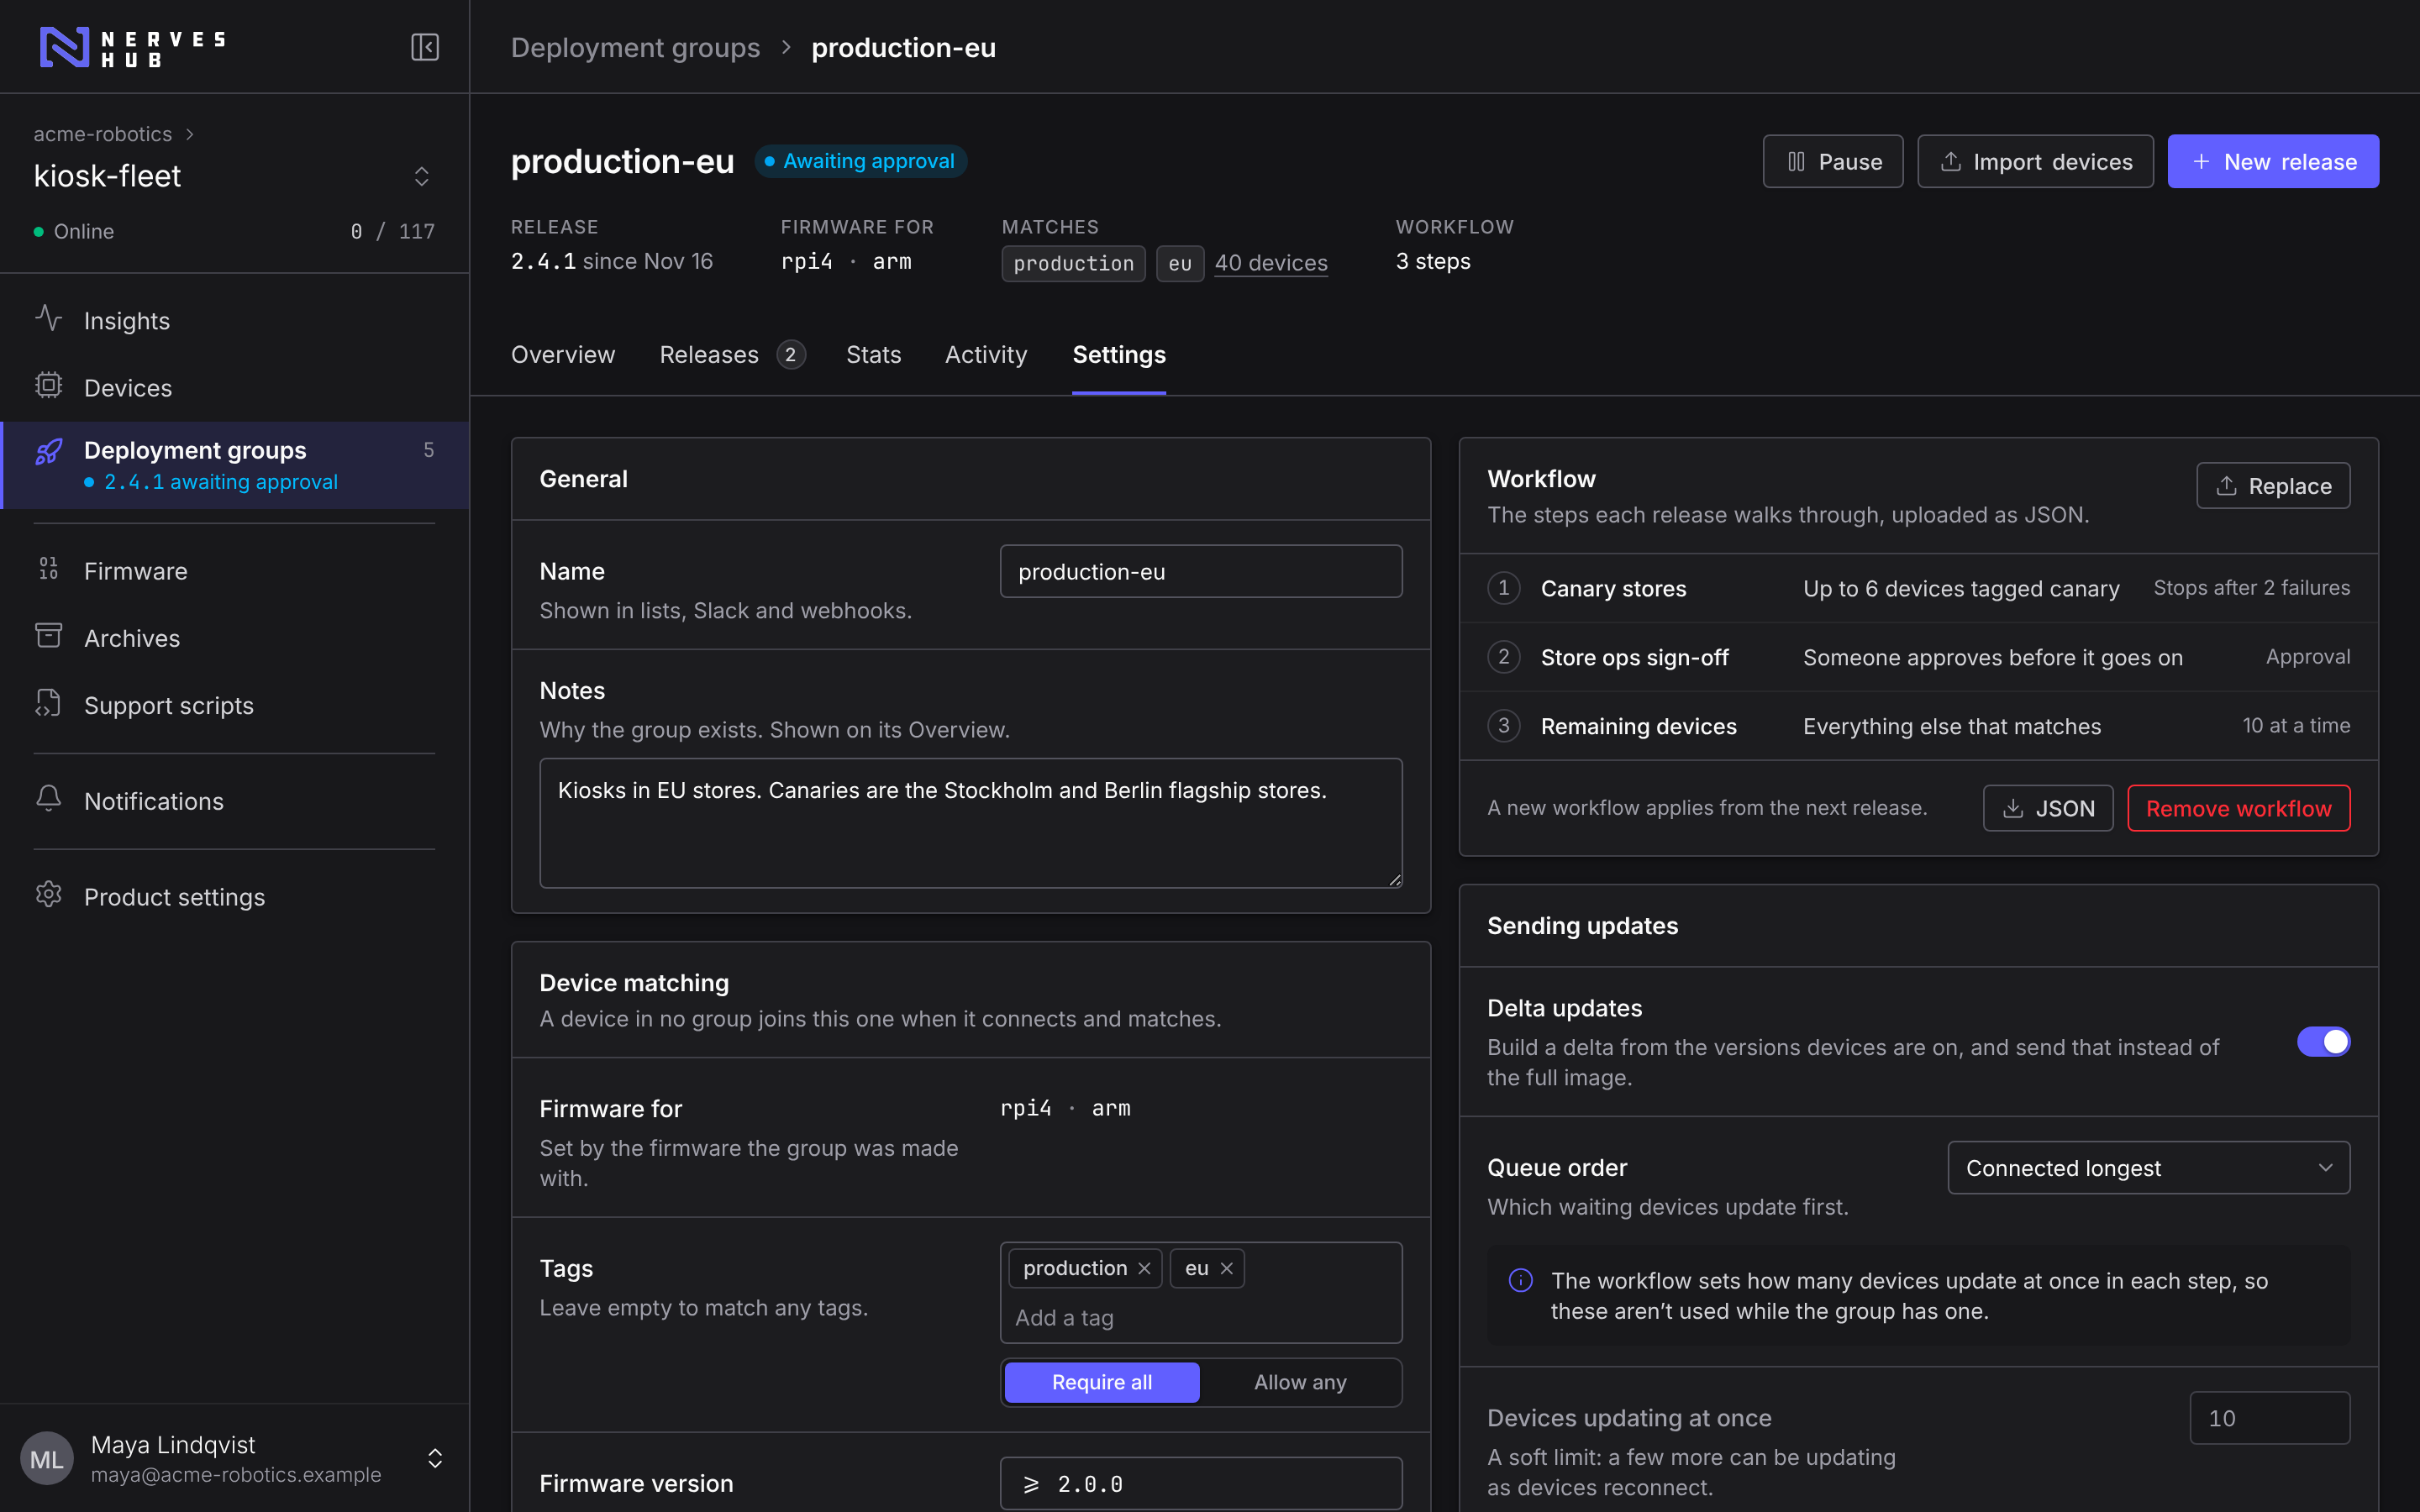 NERVES
HUB
acme-robotics
kiosk-fleet
Online
0 / 117
Insights
Devices
Deployment groups
5
2.4.1 awaiting approval
Firmware
Archives
Support scripts
Notifications
Product settings
ML
Maya Lindqvist
maya@acme-robotics.example
Deployment groups
production-eu
production-eu
Awaiting approval
Pause
Import devices
New release
RELEASE
2.4.1 since Nov 16
FIRMWARE FOR
rpi4 · arm
MATCHES
production
eu
40 devices
WORKFLOW
3 steps
Overview
Releases
2
Stats
Activity
Settings
General
Name
Shown in lists, Slack and webhooks.
production-eu
Notes
Why the group exists. Shown on its Overview.
Kiosks in EU stores. Canaries are the Stockholm and Berlin flagship stores.
Device matching
A device in no group joins this one when it connects and matches.
Firmware for
Set by the firmware the group was made
with.
rpi4 · arm
Tags
Leave empty to match any tags.
production
eu
Add a tag
Require all
Allow any
Firmware version
≥ 2.0.0
Workflow
The steps each release walks through, uploaded as JSON.
Replace
1
Canary stores
Up to 6 devices tagged canary
Stops after 2 failures
2
Store ops sign-off
Someone approves before it goes on
Approval
3
Remaining devices
Everything else that matches
10 at a time
A new workflow applies from the next release.
JSON
Remove workflow
Sending updates
Delta updates
Build a delta from the versions devices are on, and send that instead of
the full image.
Queue order
Which waiting devices update first.
Connected longest
The workflow sets how many devices update at once in each step, so
these aren’t used while the group has one.
Devices updating at once
A soft limit: a few more can be updating
as devices reconnect.
10